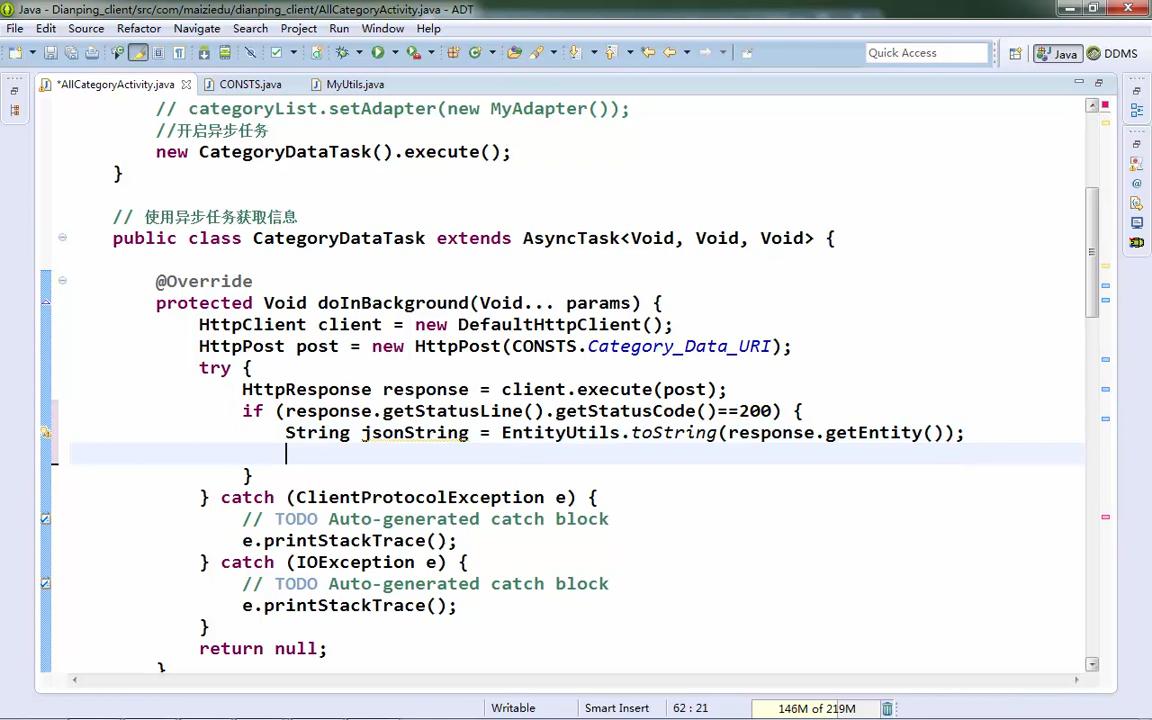 Java - Dianping_client/src/com/maiziedu/dianping_client/AllCategoryActivity.java - ADT
File Edit Source Refactor Navigate Search Project Run Window Help
Quick Access
Java
DDMS
*AllCategoryActivity.java
CONSTS.java
MyUtils.java
// categoryList.setAdapter(new MyAdapter());
//开启异步任务
new CategoryDataTask().execute();
}
// 使用异步任务获取信息
public class CategoryDataTask extends AsyncTask<Void, Void, Void> {
@Override
protected Void doInBackground(Void... params) {
HttpClient client = new DefaultHttpClient();
HttpPost post = new HttpPost(CONSTS.Category_Data_URI);
try {
HttpResponse response = client.execute(post);
if (response.getStatusLine().getStatusCode()==200) {
String jsonString = EntityUtils.toString(response.getEntity());
}
} catch (ClientProtocolException e) {
// TODO Auto-generated catch block
e.printStackTrace();
} catch (IOException e) {
// TODO Auto-generated catch block
e.printStackTrace();
}
return null;
}
Writable
Smart Insert
62 : 21
146M of 219M